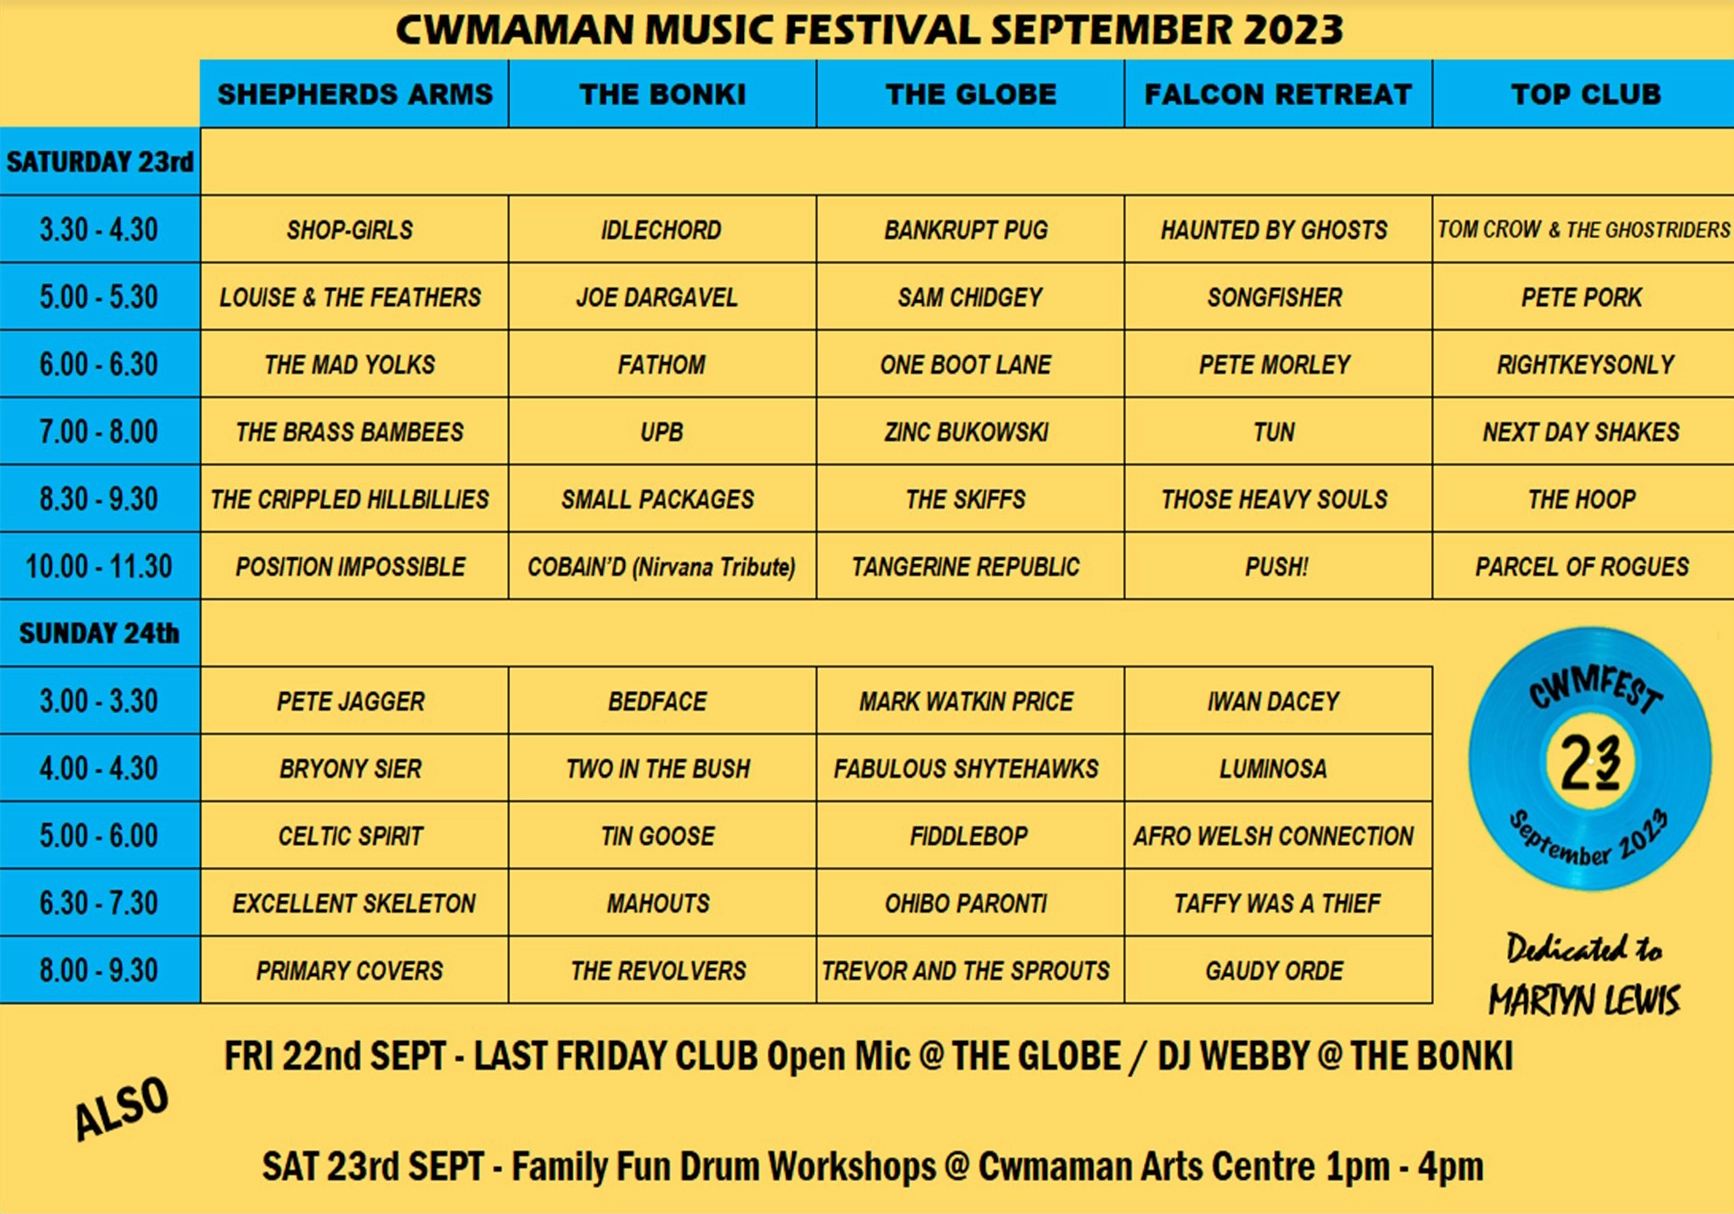 CWMAMAN MUSIC FESTIVAL SEPTEMBER 2023
SHEPHERDS ARMS THE BONKI THE GLOBE FALCON RETREAT TOP CLUB
SATURDAY 23rd
3.30 - 4.30 SHOP-GIRLS IDLECHORD BANKRUPT PUG HAUNTED BY GHOSTS TOM CROW & THE GHOSTRIDERS
5.00 - 5.30 LOUISE & THE FEATHERS JOE DARGAVEL SAM CHIDGEY SONGFISHER PETE PORK
6.00 - 6.30 THE MAD YOLKS FATHOM ONE BOOT LANE PETE MORLEY RIGHTKEYSONLY
7.00 - 8.00 THE BRASS BAMBEES UPB ZINC BUKOWSKI TUN NEXT DAY SHAKES
8.30 - 9.30 THE CRIPPLED HILLBILLIES SMALL PACKAGES THE SKIFFS THOSE HEAVY SOULS THE HOOP
10.00 - 11.30 POSITION IMPOSSIBLE COBAIN'D (Nirvana Tribute) TANGERINE REPUBLIC PUSH! PARCEL OF ROGUES
SUNDAY 24th
3.00 - 3.30 PETE JAGGER BEDFACE MARK WATKIN PRICE IWAN DACEY
4.00 - 4.30 BRYONY SIER TWO IN THE BUSH FABULOUS SHYTEHAWKS LUMINOSA
5.00 - 6.00 CELTIC SPIRIT TIN GOOSE FIDDLEBOP AFRO WELSH CONNECTION
6.30 - 7.30 EXCELLENT SKELETON MAHOUTS OHIBO PARONTI TAFFY WAS A THIEF
8.00 - 9.30 PRIMARY COVERS THE REVOLVERS TREVOR AND THE SPROUTS GAUDY ORDE
CWMFEST
23
September 2023
Dedicated to
MARTYN LEWIS
ALSO
FRI 22nd SEPT - LAST FRIDAY CLUB Open Mic @ THE GLOBE / DJ WEBBY @ THE BONKI
SAT 23rd SEPT - Family Fun Drum Workshops @ Cwmaman Arts Centre 1pm - 4pm